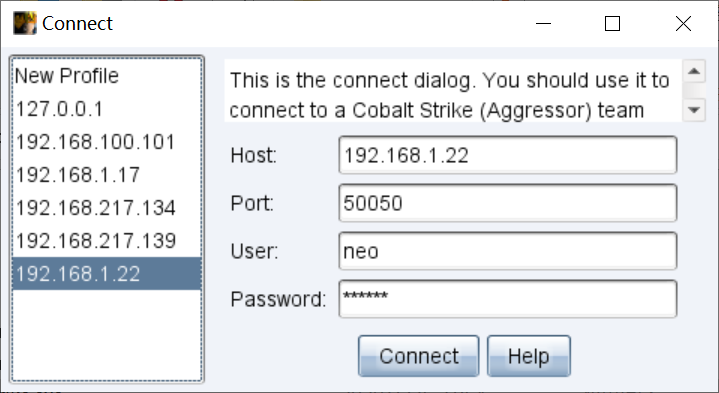 Connect
New Profile
127.0.0.1
192.168.100.101
192.168.1.17
192.168.217.134
192.168.217.139
192.168.1.22
This is the connect dialog. You should use it to
connect to a Cobalt Strike (Aggressor) team
Host: 192.168.1.22
Port: 50050
User: neo
Password: ******
Connect Help